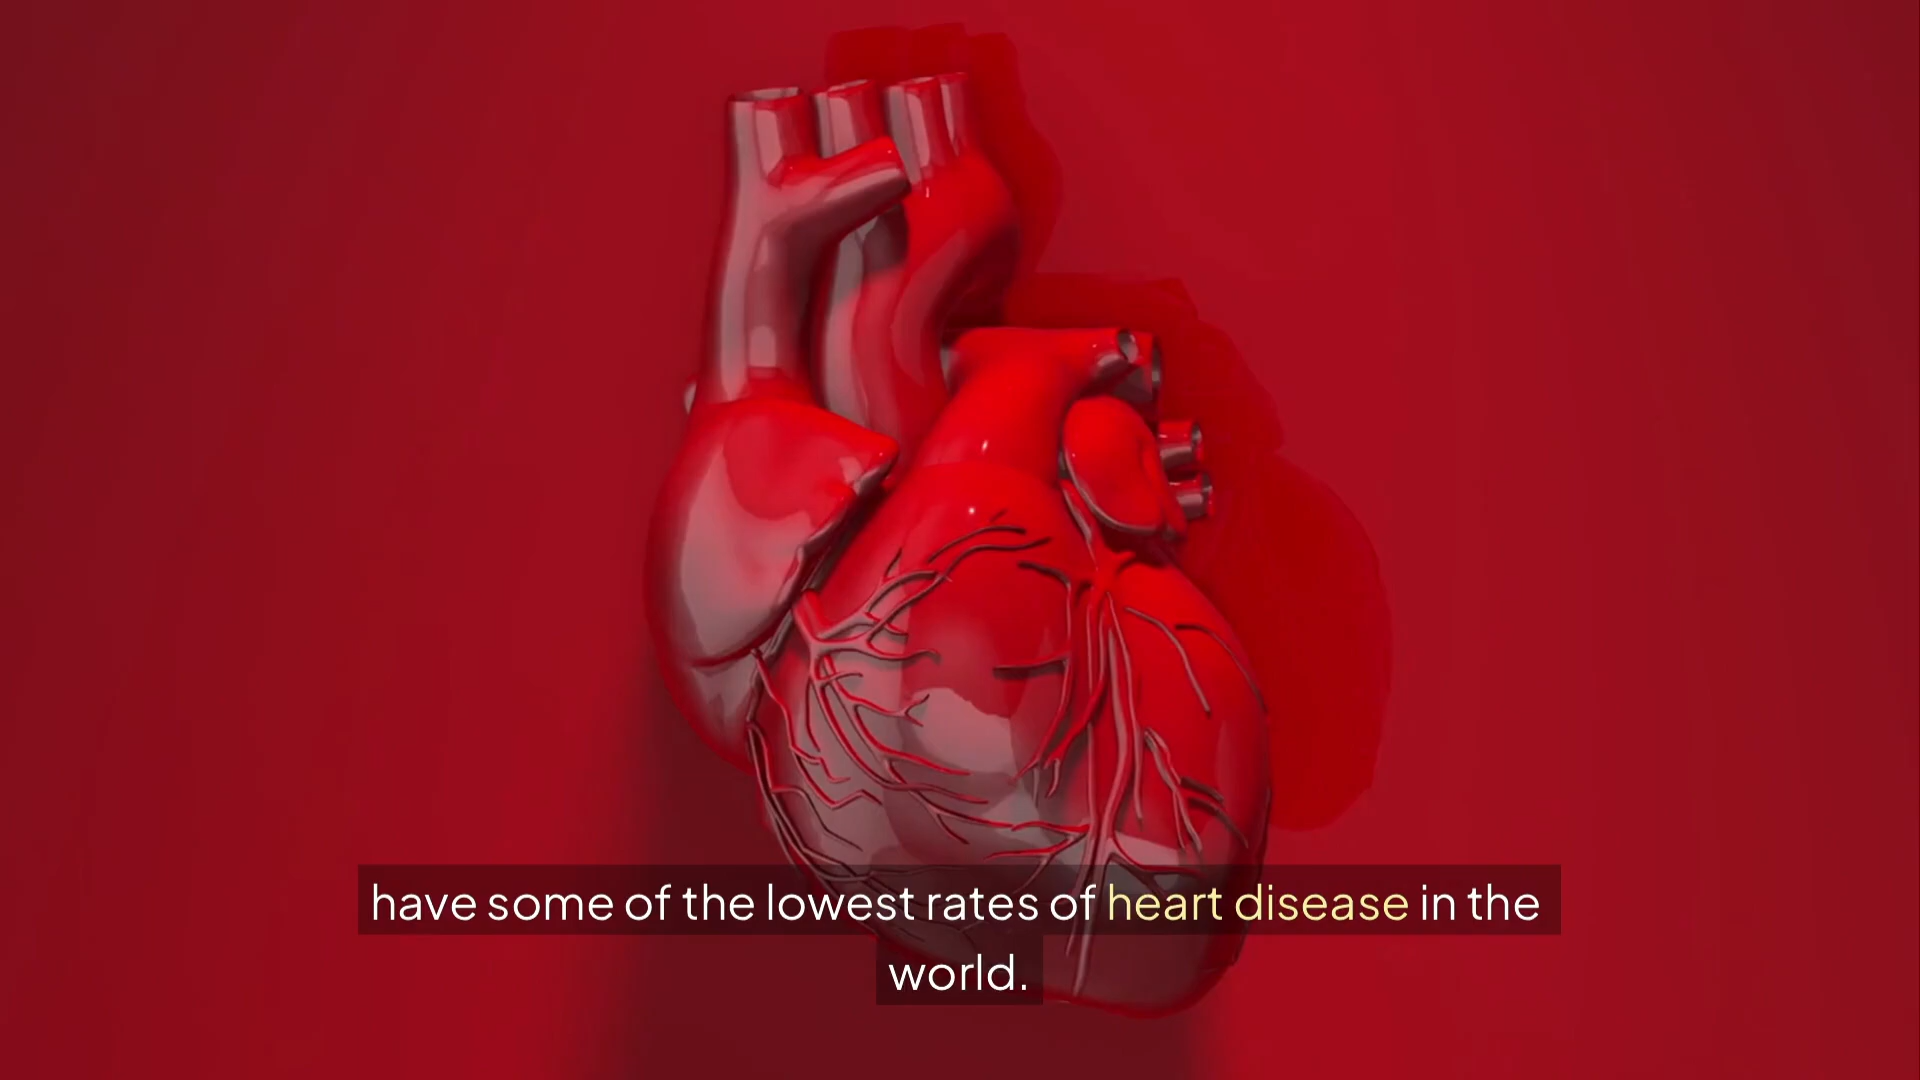 have some of the lowest rates of heart disease in the
world.